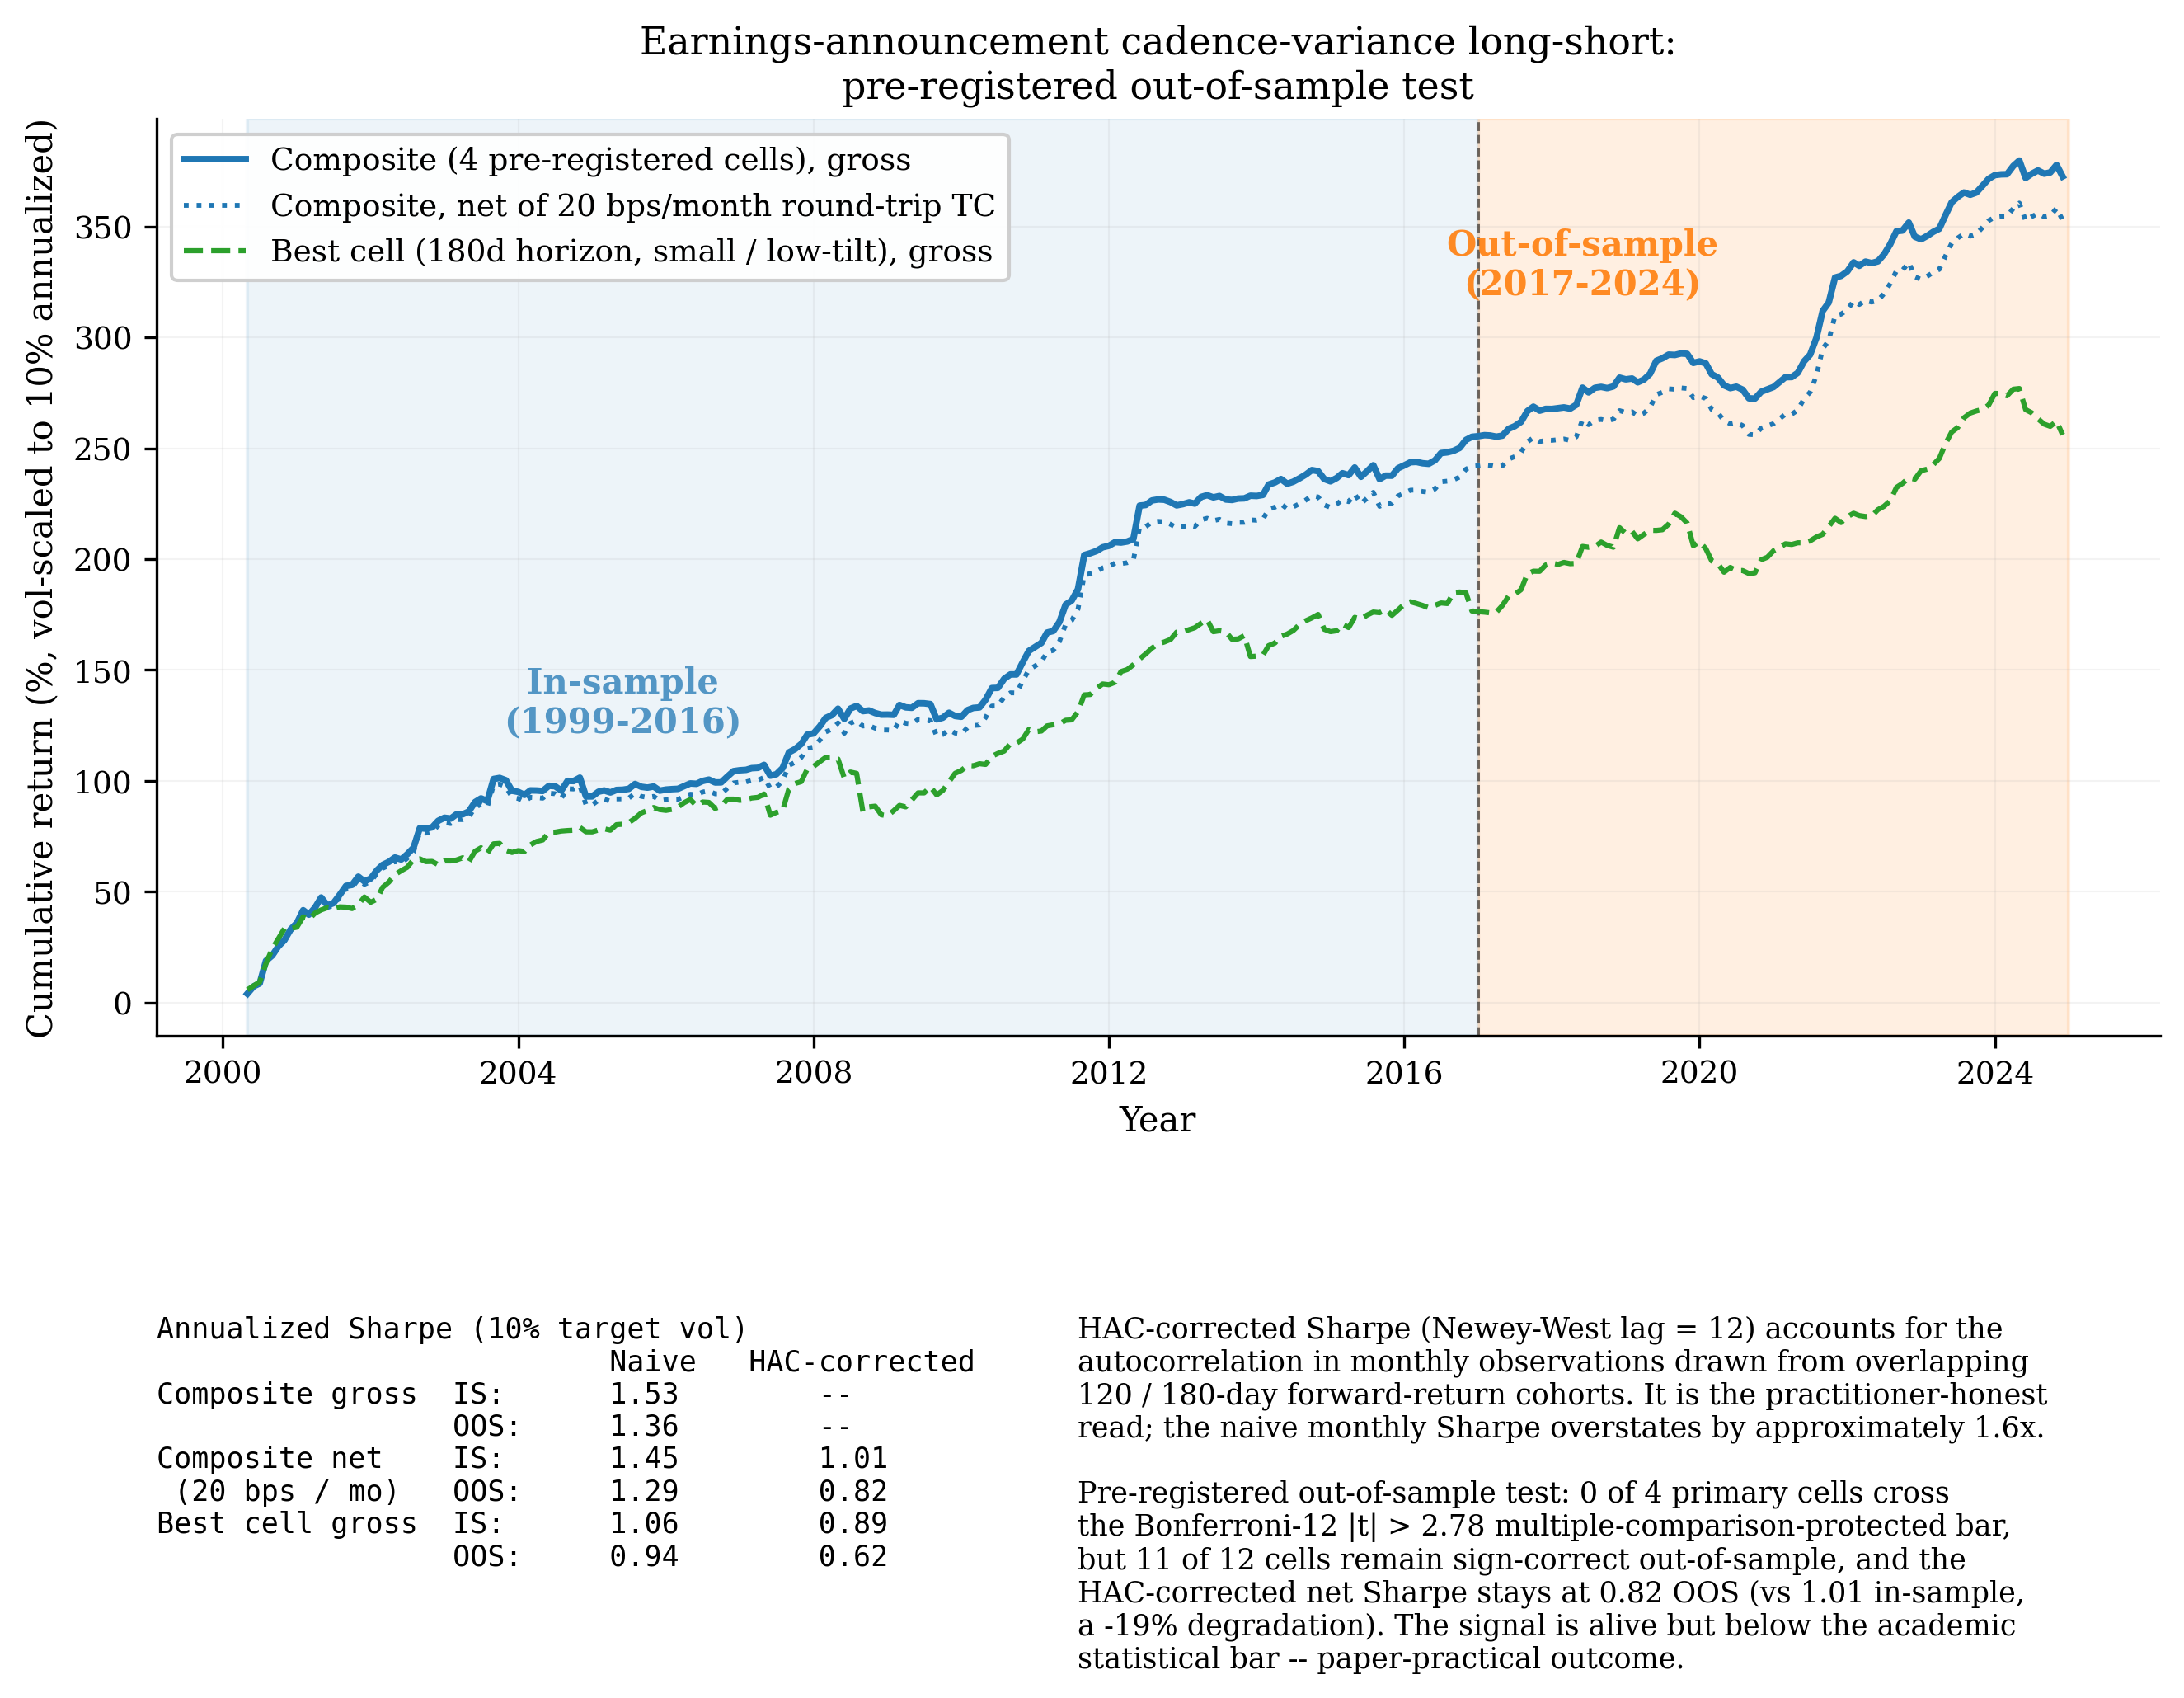 Earnings-announcement cadence-variance long-short:
pre-registered out-of-sample test
Cumulative return (%, vol-scaled to 10% annualized)
Composite (4 pre-registered cells), gross
Composite, net of 20 bps/month round-trip TC
Best cell (180d horizon, small / low-tilt), gross
Out-of-sample
(2017-2024)
In-sample
(1999-2016)
350
300
250
200
150
100
50
0
2000 2004 2008 2012 2016 2020 2024
Year
Annualized Sharpe (10% target vol)
Naive HAC-corrected
Composite gross IS: 1.53 --
OOS: 1.36 --
Composite net IS: 1.45 1.01
(20 bps / mo) OOS: 1.29 0.82
Best cell gross IS: 1.06 0.89
OOS: 0.94 0.62
HAC-corrected Sharpe (Newey-West lag = 12) accounts for the
autocorrelation in monthly observations drawn from overlapping
120 / 180-day forward-return cohorts. It is the practitioner-honest
read; the naive monthly Sharpe overstates by approximately 1.6x.
Pre-registered out-of-sample test: 0 of 4 primary cells cross
the Bonferroni-12 |t| > 2.78 multiple-comparison-protected bar,
but 11 of 12 cells remain sign-correct out-of-sample, and the
HAC-corrected net Sharpe stays at 0.82 OOS (vs 1.01 in-sample,
a -19% degradation). The signal is alive but below the academic
statistical bar -- paper-practical outcome.